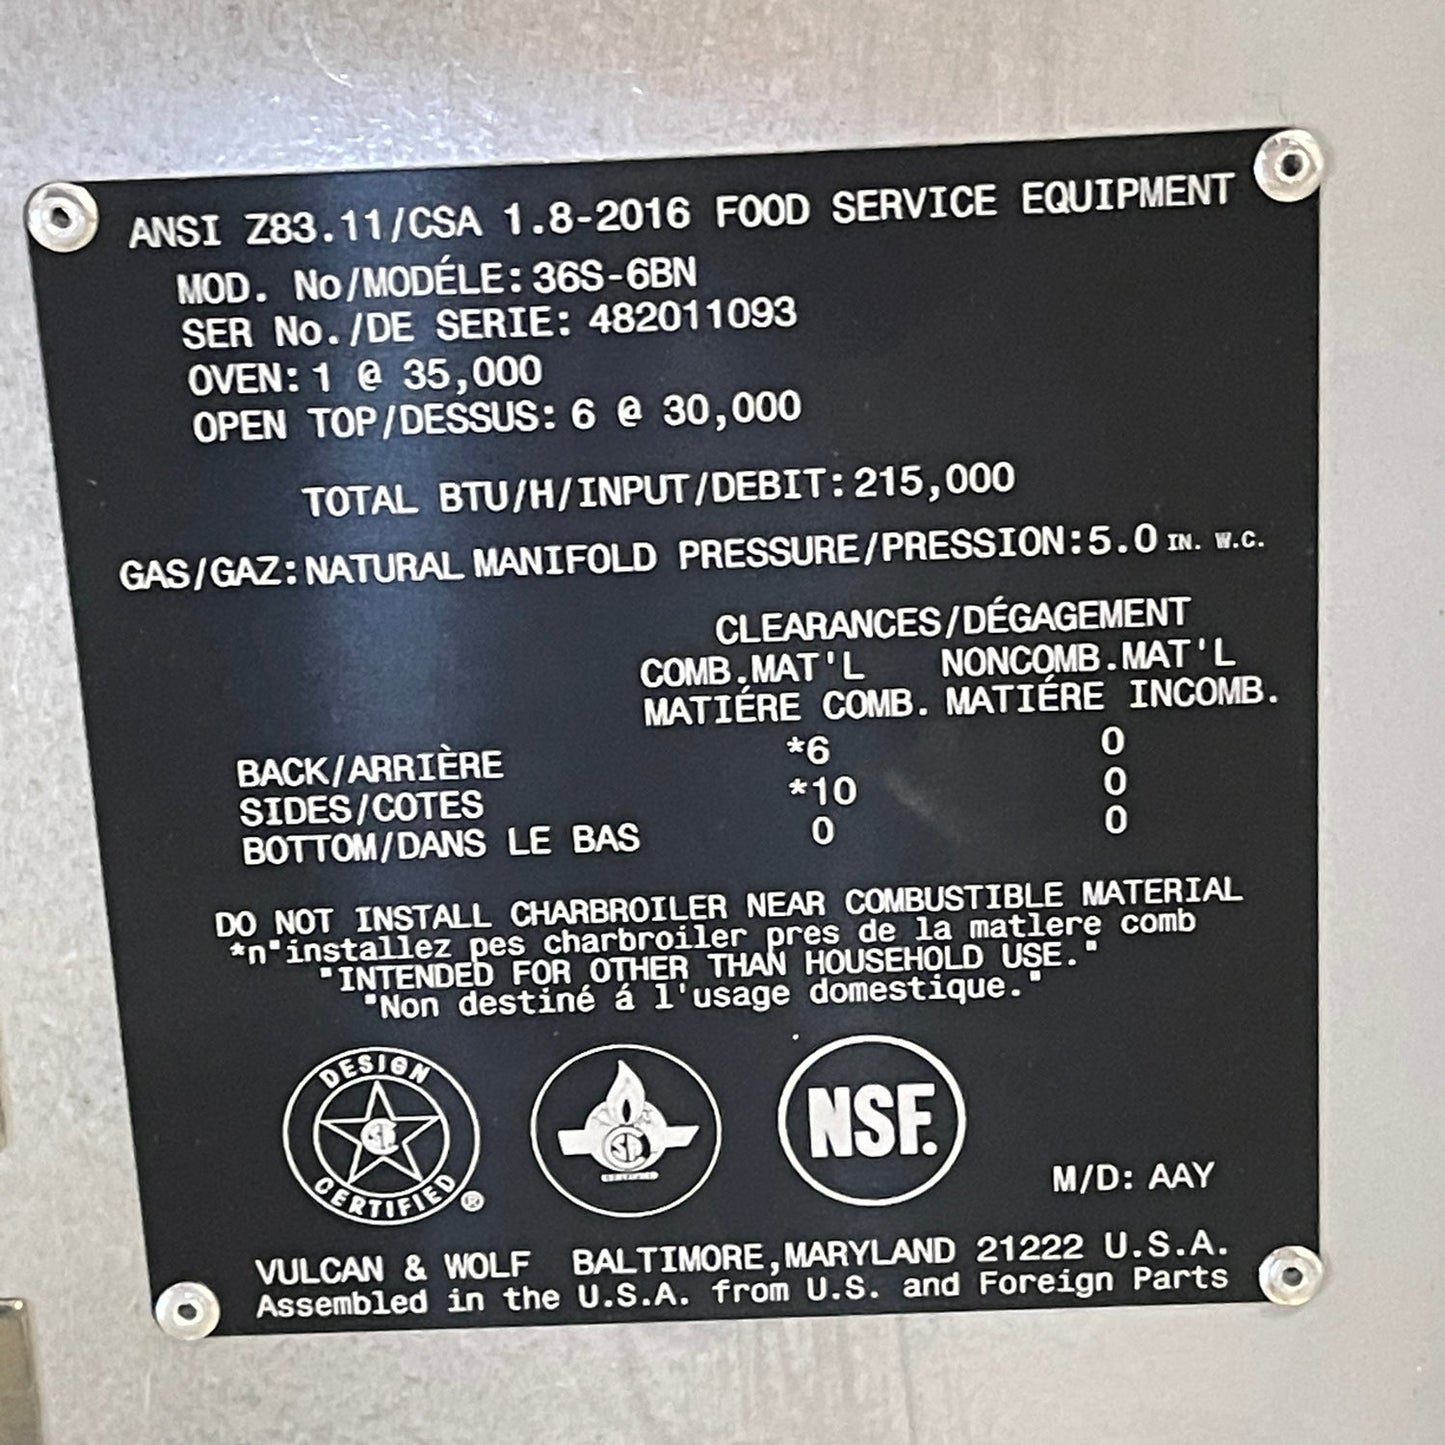 ANSI Z83.11/CSA 1.8-2016 FOOD SERVICE EQUIPMENT
MOD. No/MODÉLE: 36S-6BN
SER No./DE SERIE: 482011093
OVEN: 1 @ 35,000
OPEN TOP/DESSUS: 6 @ 30,000
TOTAL BTU/H/INPUT/DEBIT: 215,000
GAS/GAZ: NATURAL MANIFOLD PRESSURE/PRESSION: 5.0 IN. W.C.
CLEARANCES/DÉGAGEMENT
COMB.MAT'L NONCOMB.MAT'L
MATIÉRE COMB. MATIÉRE INCOMB.
BACK/ARRIÈRE *6 0
SIDES/COTES *10 0
BOTTOM/DANS LE BAS 0 0
DO NOT INSTALL CHARBROILER NEAR COMBUSTIBLE MATERIAL
*n"installez pes charbroiler pres de la matlere comb
"INTENDED FOR OTHER THAN HOUSEHOLD USE."
"Non destiné á l'usage domestique."
DESIGN
CERTIFIED ®
NSF.
M/D: AAY
VULCAN & WOLF BALTIMORE, MARYLAND 21222 U.S.A.
Assembled in the U.S.A. from U.S. and Foreign Parts